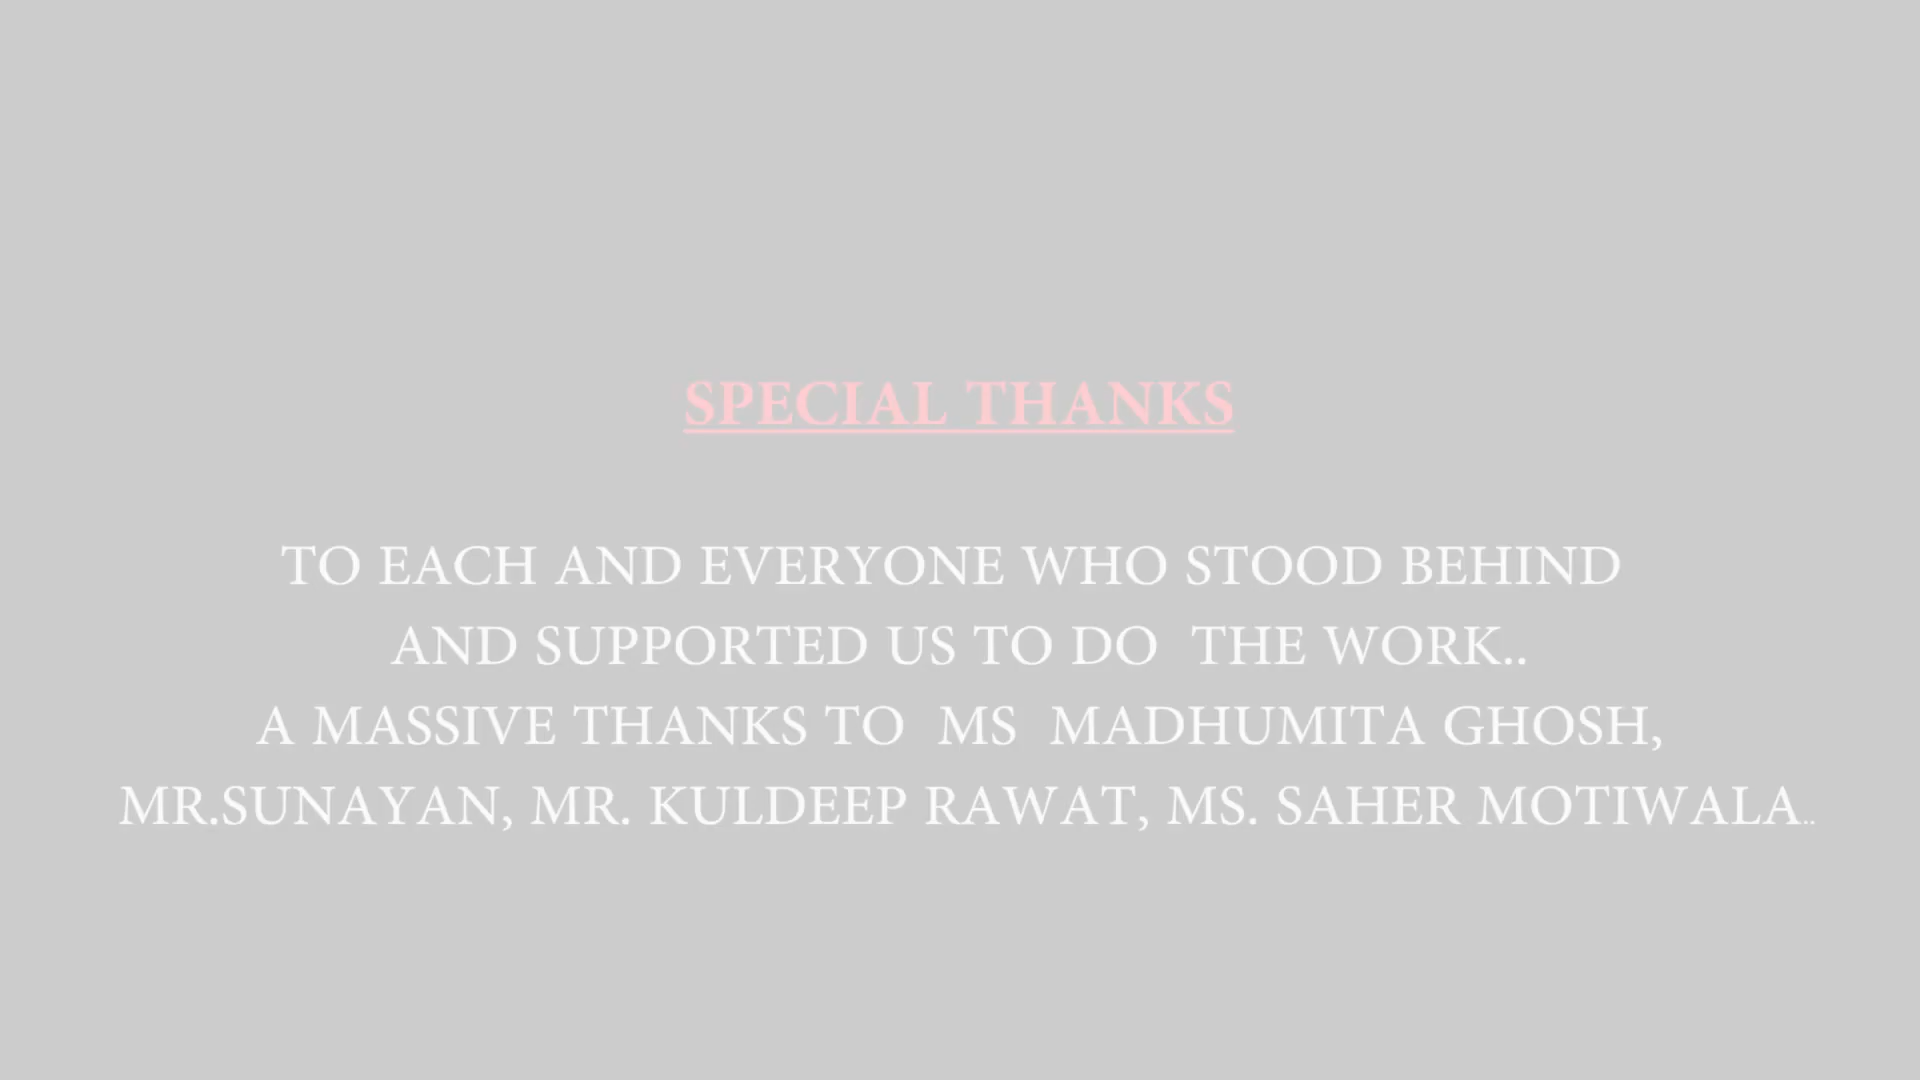 SPECIAL THANKS
TO EACH AND EVERYONE WHO STOOD BEHIND
AND SUPPORTED US TO DO  THE WORK..
A MASSIVE THANKS TO  MS  MADHUMITA GHOSH,
MR.SUNAYAN, MR. KULDEEP RAWAT, MS. SAHER MOTIWALA..